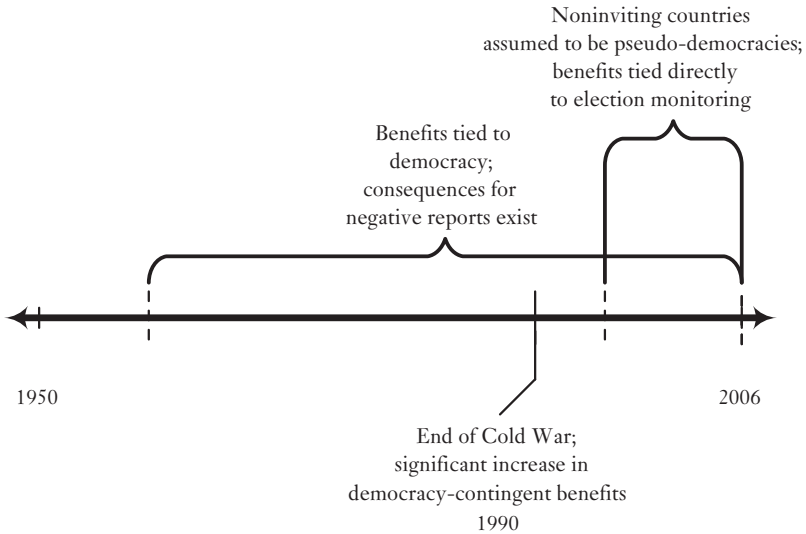 Noninviting countries
assumed to be pseudo-democracies;
benefits tied directly
to election monitoring
Benefits tied to
democracy;
consequences for
negative reports exist
1950
2006
End of Cold War;
significant increase in
democracy-contingent benefits
1990